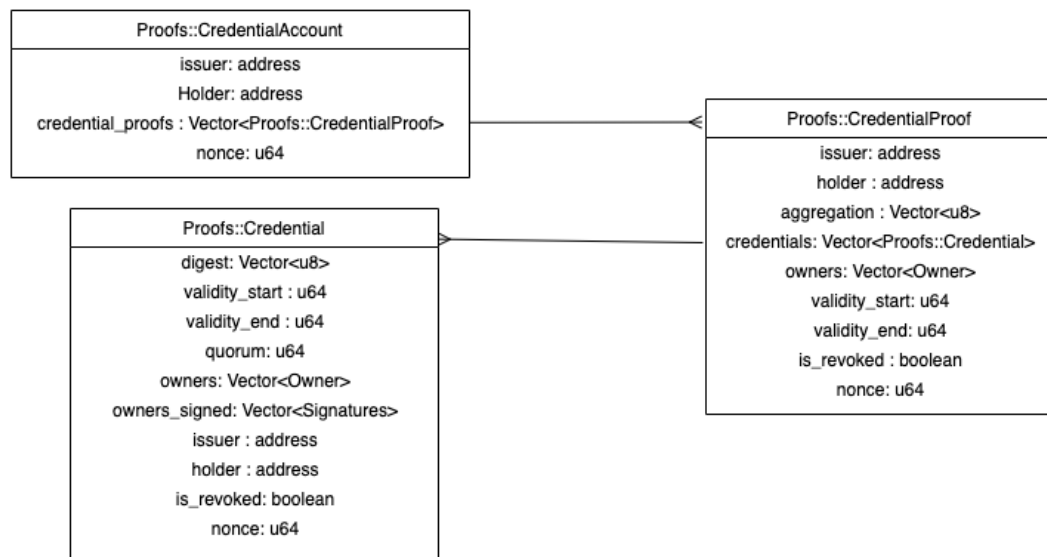 Proofs::CredentialAccount
issuer: address
Holder: address
credential_proofs : Vector<Proofs::CredentialProof>
nonce: u64
Proofs::CredentialProof
issuer: address
holder : address
aggregation : Vector<u8>
credentials: Vector<Proofs::Credential>
owners: Vector<Owner>
validity_start: u64
validity_end: u64
is_revoked : boolean
nonce: u64
Proofs::Credential
digest: Vector<u8>
validity_start : u64
validity_end : u64
quorum: u64
owners: Vector<Owner>
owners_signed: Vector<Signatures>
issuer : address
holder : address
is_revoked: boolean
nonce: u64